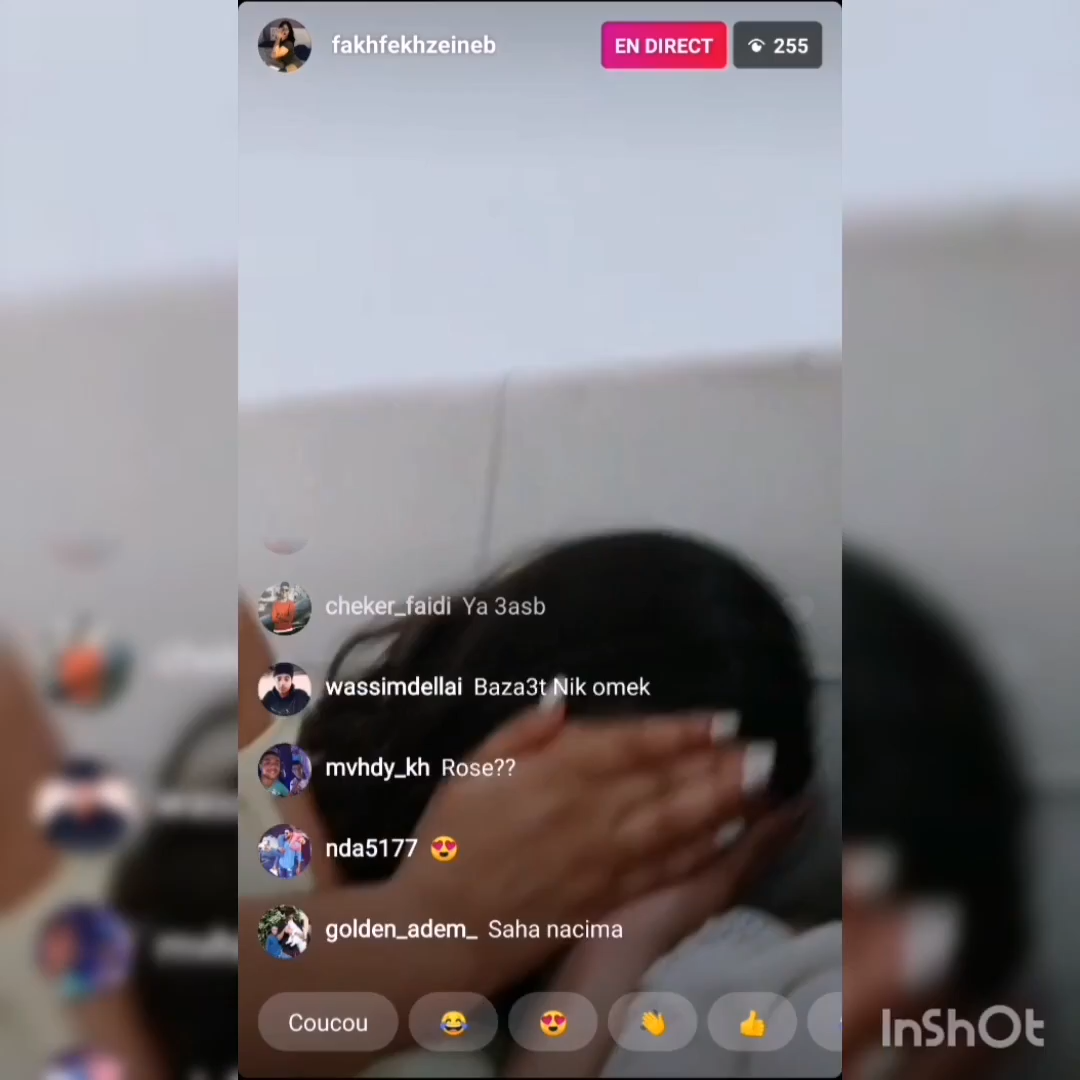 fakhfekhzeineb
EN DIRECT
255
cheker_faidi Ya 3asb
wassimdellai Baza3t Nik omek
mvhdy_kh Rose??
nda5177 😍
golden_adem_ Saha nacima
Coucou 😂 😍 👋 👍
InShOt